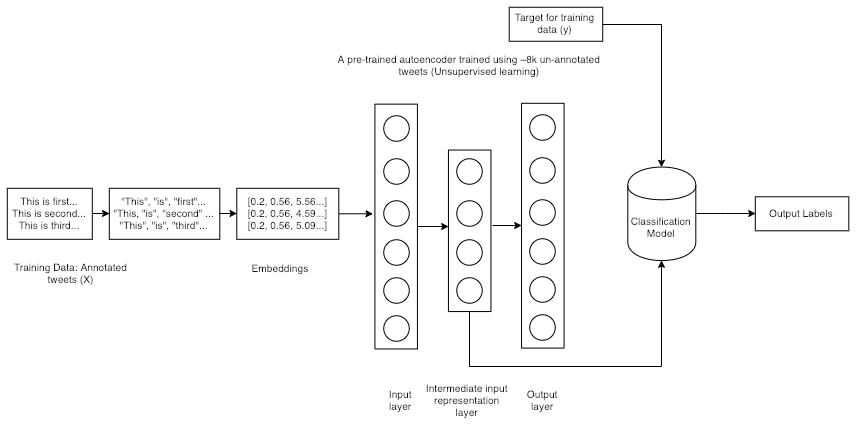 Target for training
data (y)
A pre-trained autoencoder trained using ~8k un-annotated
tweets (Unsupervised learning)
This is first...
This is second...
This is third...
"This", "is", "first"...
"This, "is", "second" ...
"This", "is", "third"...
[0.2, 0.56, 5.56...]
[0.2, 0.56, 4.59...]
[0.2, 0.56, 5.09...]
Classification
Model
Output Labels
Training Data: Annotated
tweets (X)
Embeddings
Input
layer
Intermediate input
representation
layer
Output
layer